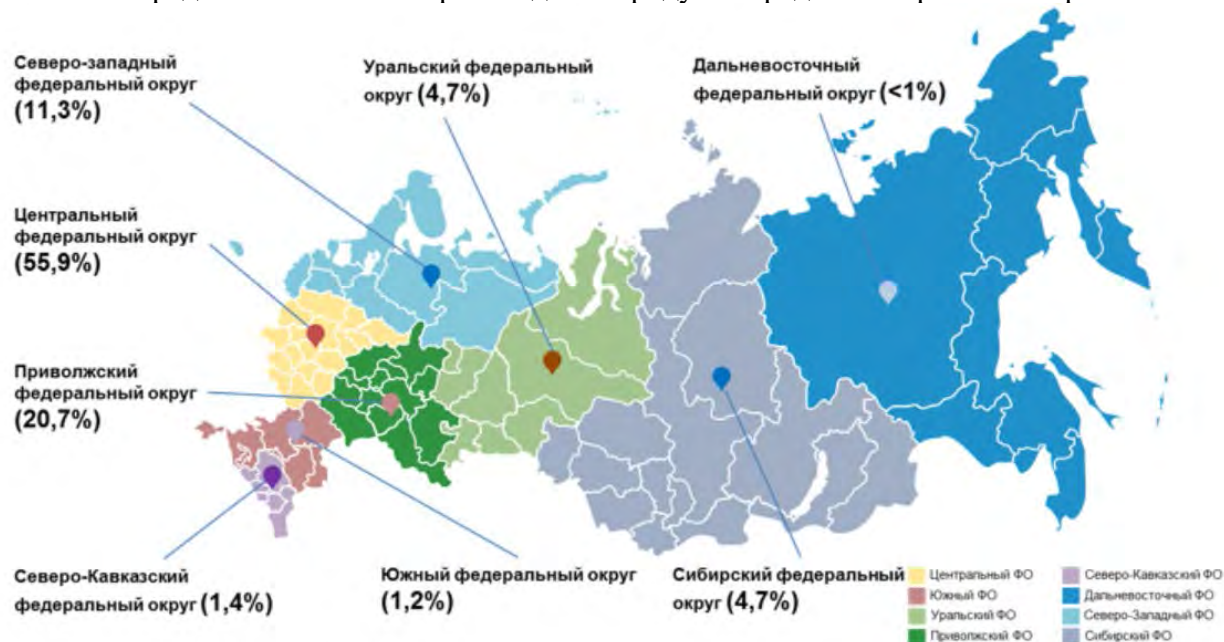 Северо-западный
федеральный округ
(11,3%)
Уральский федеральный
округ (4,7%)
Дальневосточный
федеральный округ (<1%)
Центральный
федеральный округ
(55,9%)
Приволжский
федеральный округ
(20,7%)
Северо-Кавказский
федеральный округ (1,4%)
Южный федеральный округ
(1,2%)
Сибирский федеральный
округ (4,7%)
Центральный ФО
Южный ФО
Уральский ФО
Приволжский ФО
Северо-Кавказский ФО
Дальневосточный ФО
Северо-Западный ФО
Сибирский ФО